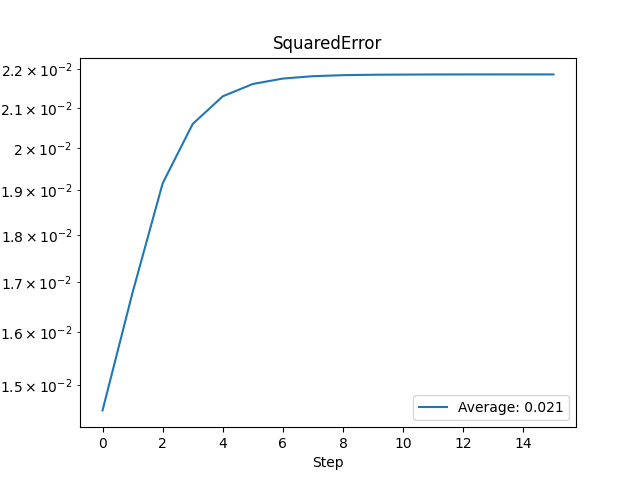 SquaredError
2.2 × 10⁻²
2.1 × 10⁻²
2 × 10⁻²
1.9 × 10⁻²
1.8 × 10⁻²
1.7 × 10⁻²
1.6 × 10⁻²
1.5 × 10⁻²
Average: 0.021
0 2 4 6 8 10 12 14
Step